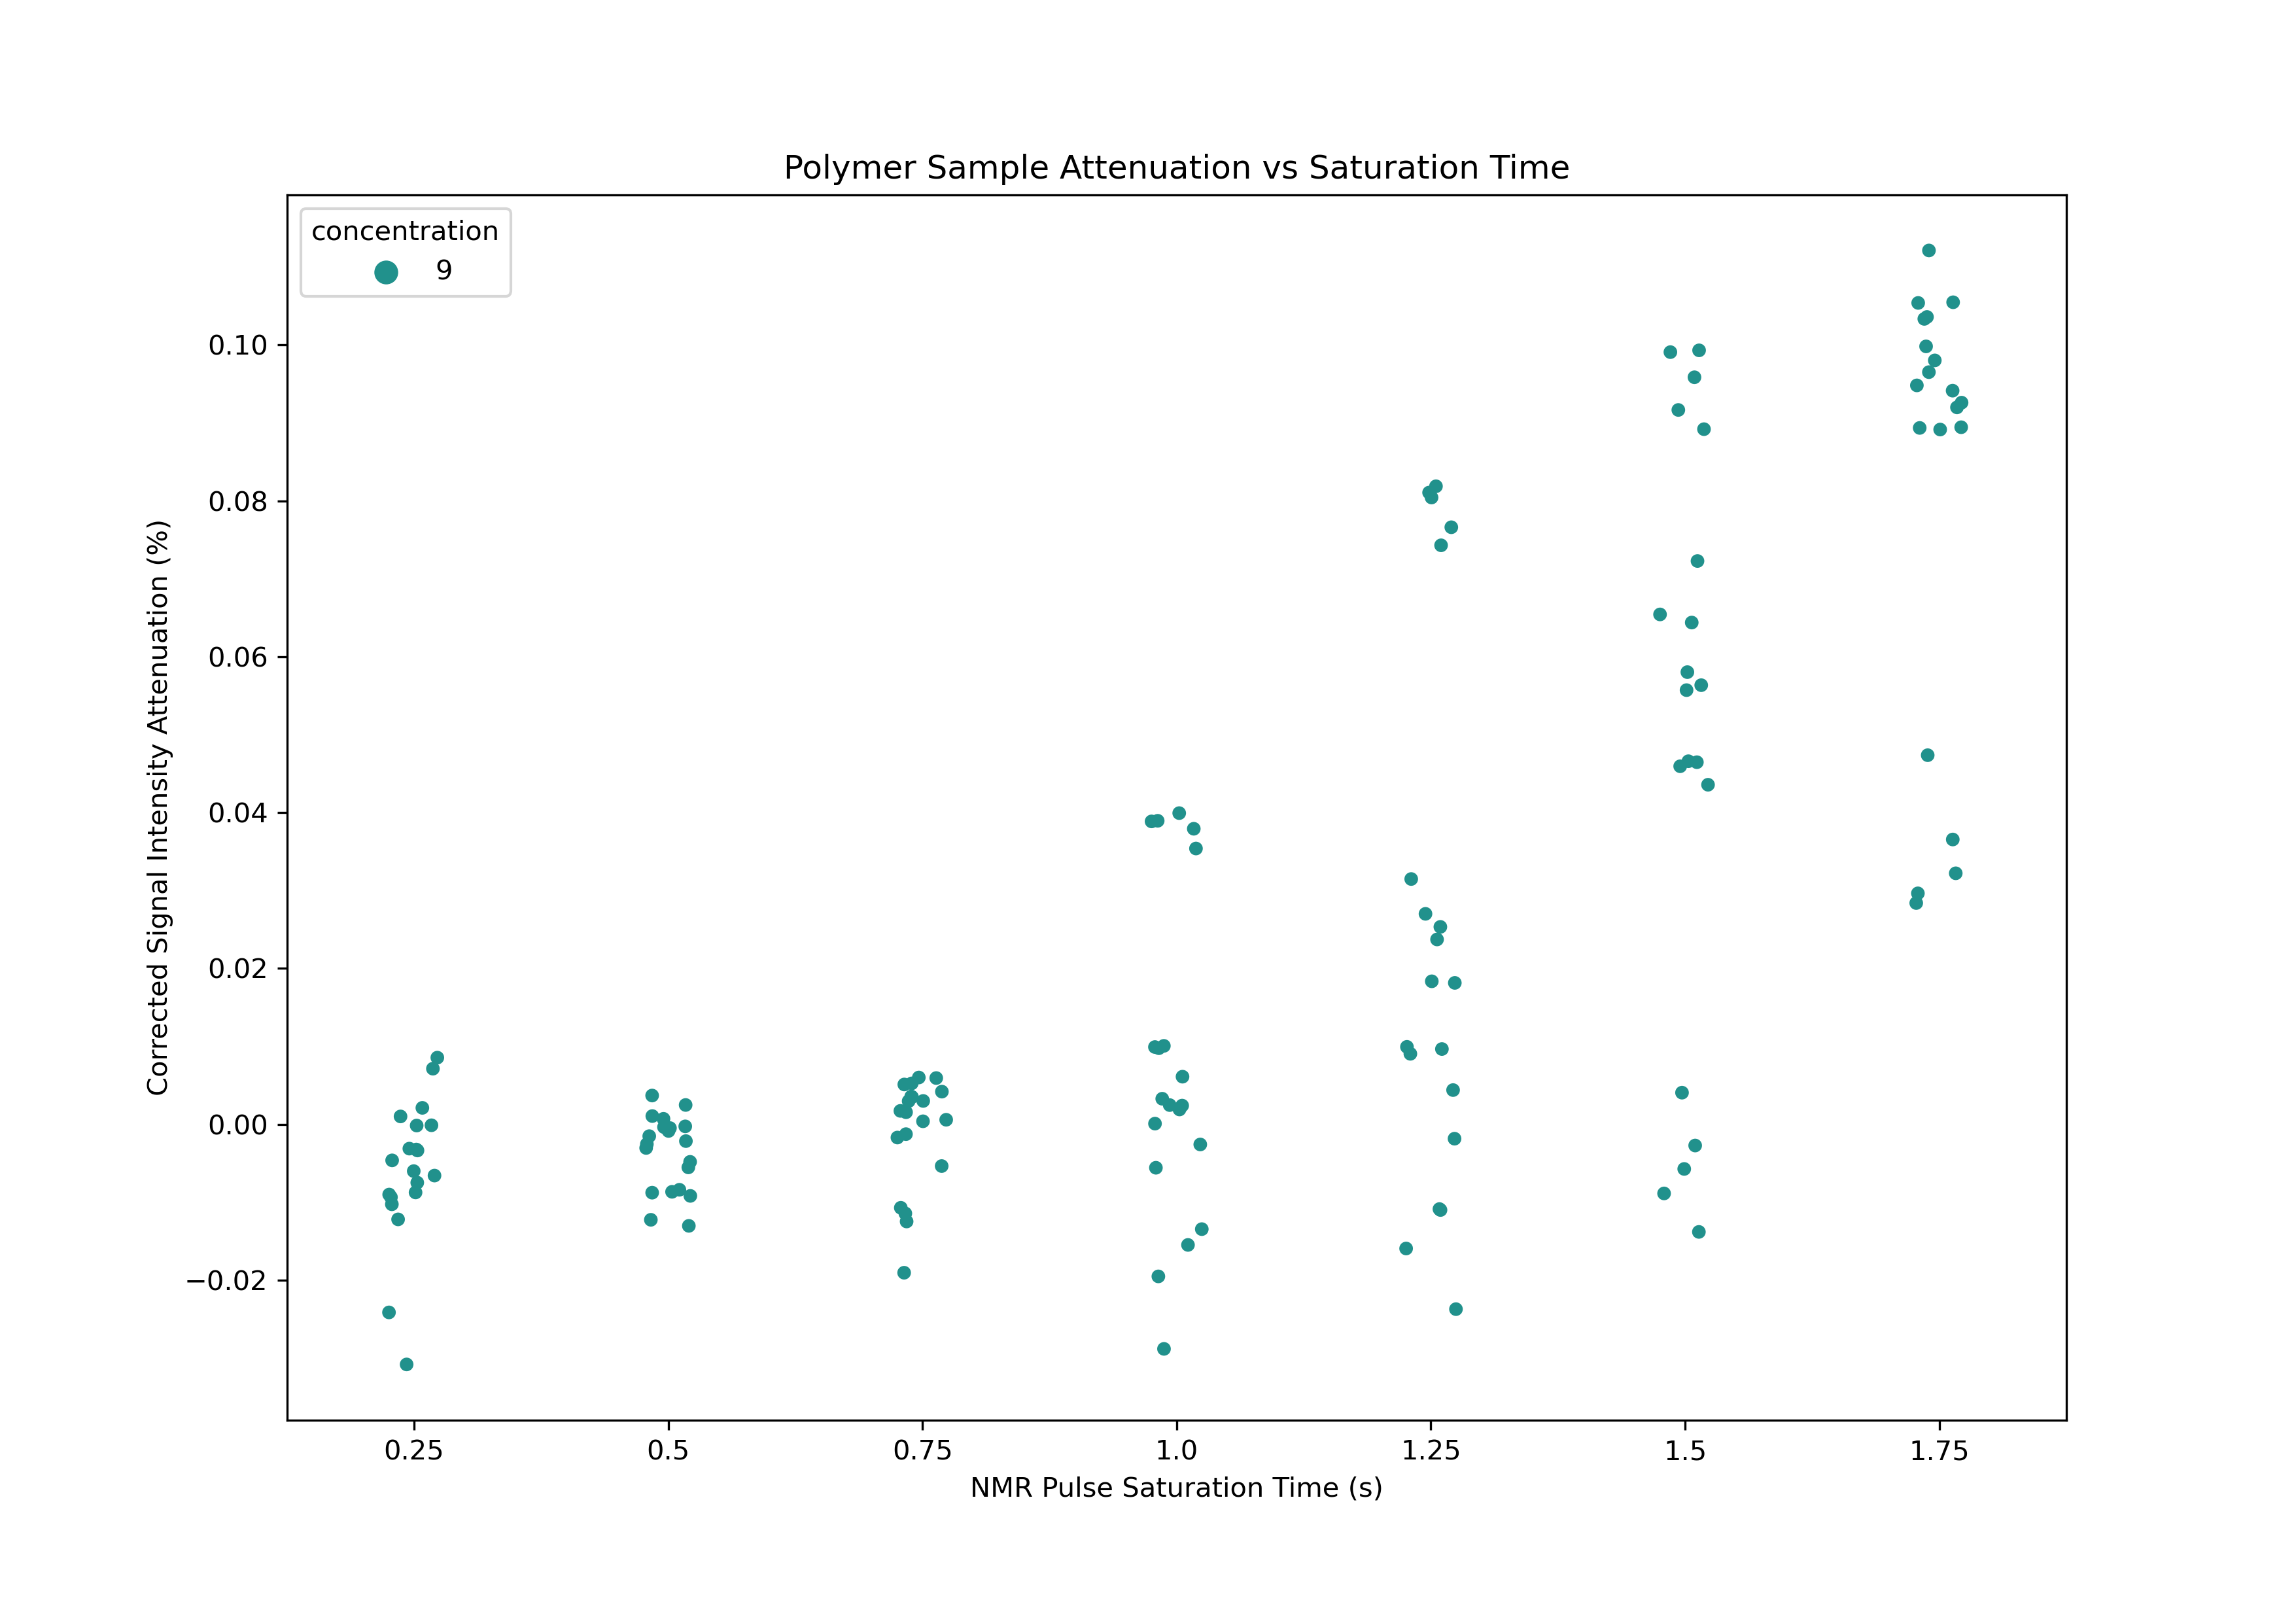 Polymer Sample Attenuation vs Saturation Time
concentration
9
0.10
0.08
0.06
0.04
0.02
0.00
−0.02
Corrected Signal Intensity Attenuation (%)
0.25 0.5 0.75 1.0 1.25 1.5 1.75
NMR Pulse Saturation Time (s)